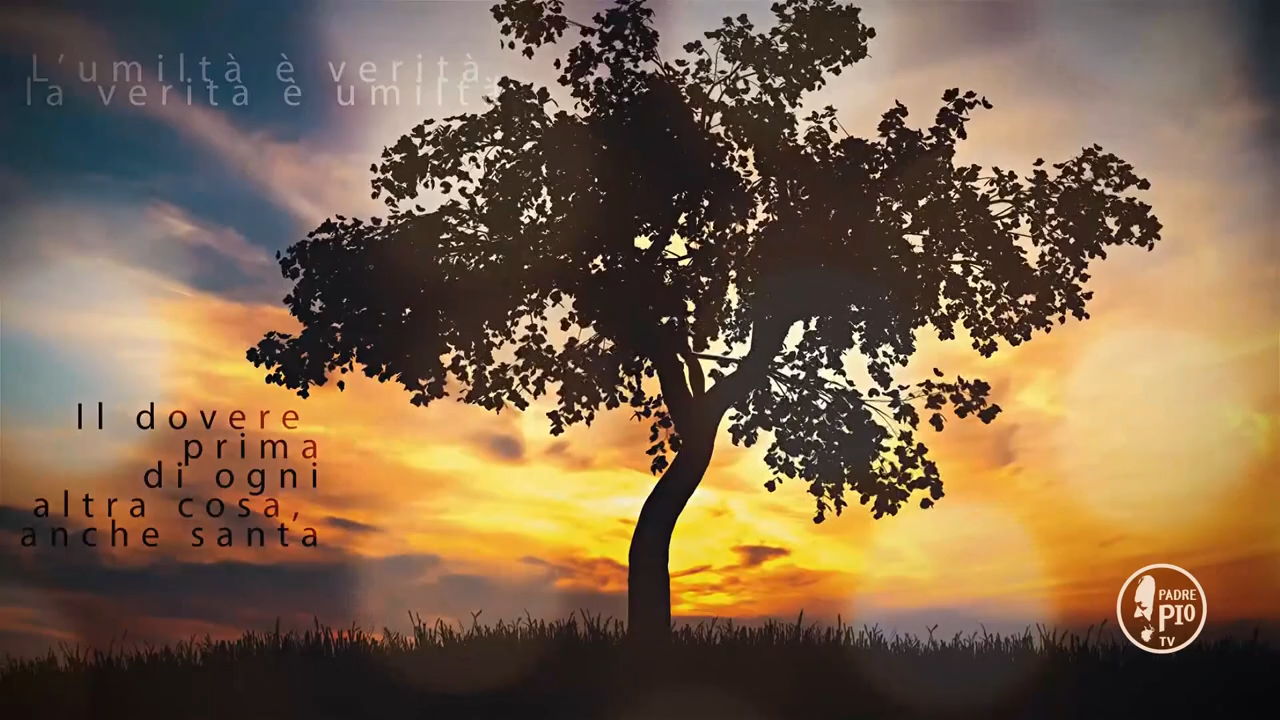 L'umiltà è verità,
la verità è umiltà
Il dovere
prima
di ogni
altra cosa,
anche santa
PADRE
PIO
TV